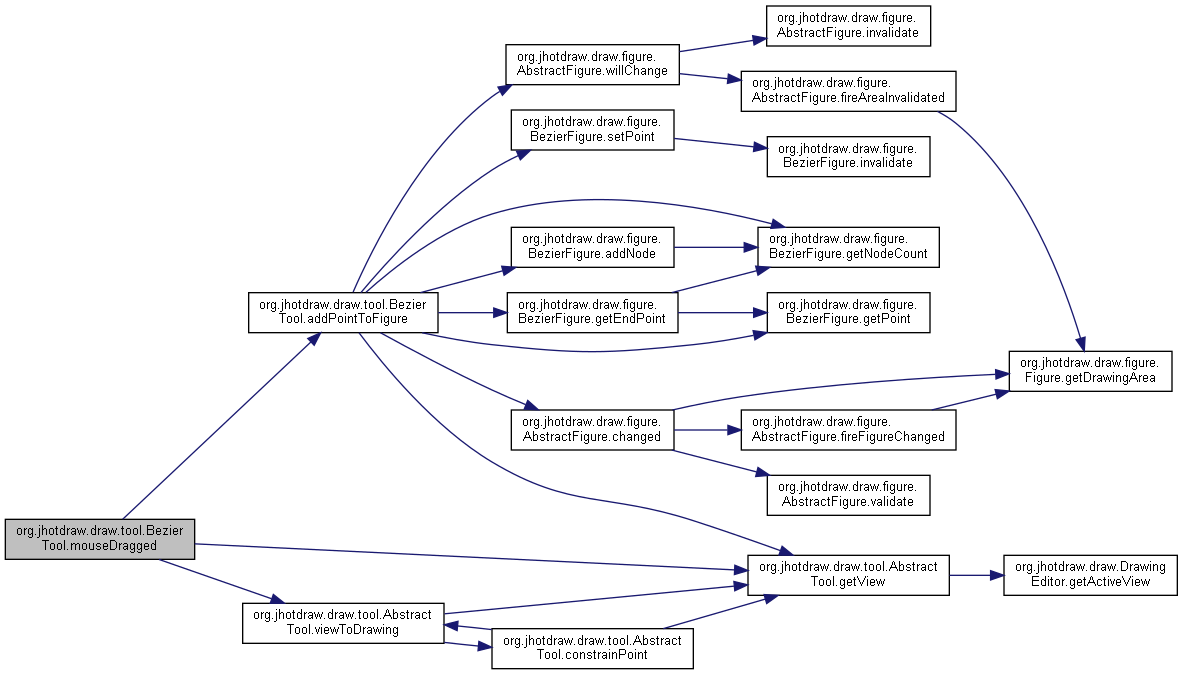 org.jhotdraw.draw.figure.
AbstractFigure.invalidate
org.jhotdraw.draw.figure.
AbstractFigure.willChange
org.jhotdraw.draw.figure.
AbstractFigure.fireAreaInvalidated
org.jhotdraw.draw.figure.
BezierFigure.setPoint
org.jhotdraw.draw.figure.
BezierFigure.invalidate
org.jhotdraw.draw.figure.
BezierFigure.addNode
org.jhotdraw.draw.figure.
BezierFigure.getNodeCount
org.jhotdraw.draw.tool.Bezier
Tool.addPointToFigure
org.jhotdraw.draw.figure.
BezierFigure.getEndPoint
org.jhotdraw.draw.figure.
BezierFigure.getPoint
org.jhotdraw.draw.figure.
Figure.getDrawingArea
org.jhotdraw.draw.figure.
AbstractFigure.changed
org.jhotdraw.draw.figure.
AbstractFigure.fireFigureChanged
org.jhotdraw.draw.figure.
AbstractFigure.validate
org.jhotdraw.draw.tool.Bezier
Tool.mouseDragged
org.jhotdraw.draw.tool.Abstract
Tool.getView
org.jhotdraw.draw.Drawing
Editor.getActiveView
org.jhotdraw.draw.tool.Abstract
Tool.viewToDrawing
org.jhotdraw.draw.tool.Abstract
Tool.constrainPoint